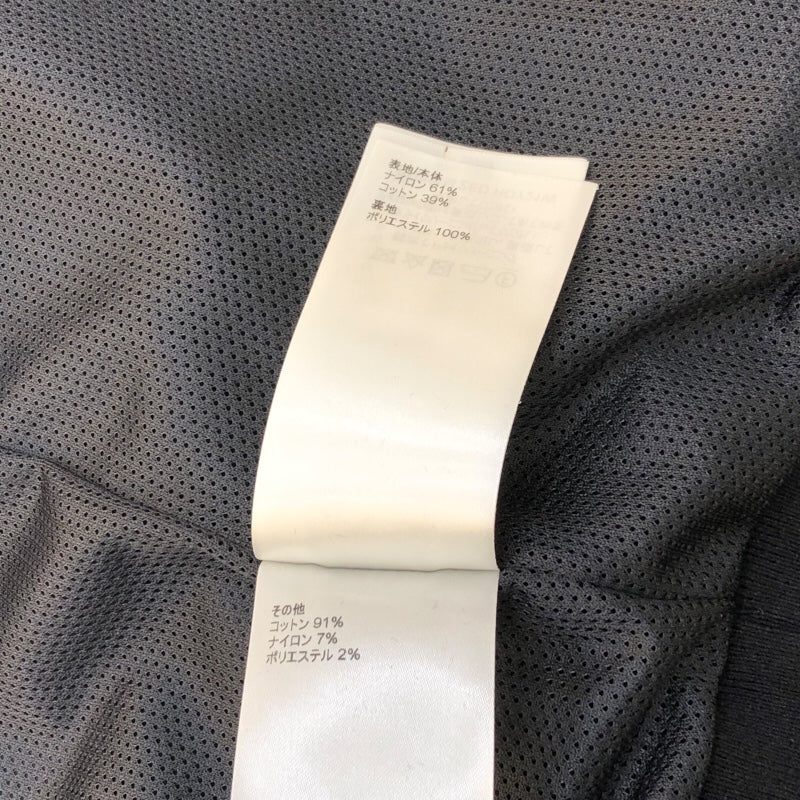 表地/本体
ナイロン 61%
コットン 39%
裏地
ポリエステル 100%
その他
コットン 91%
ナイロン 7%
ポリエステル 2%